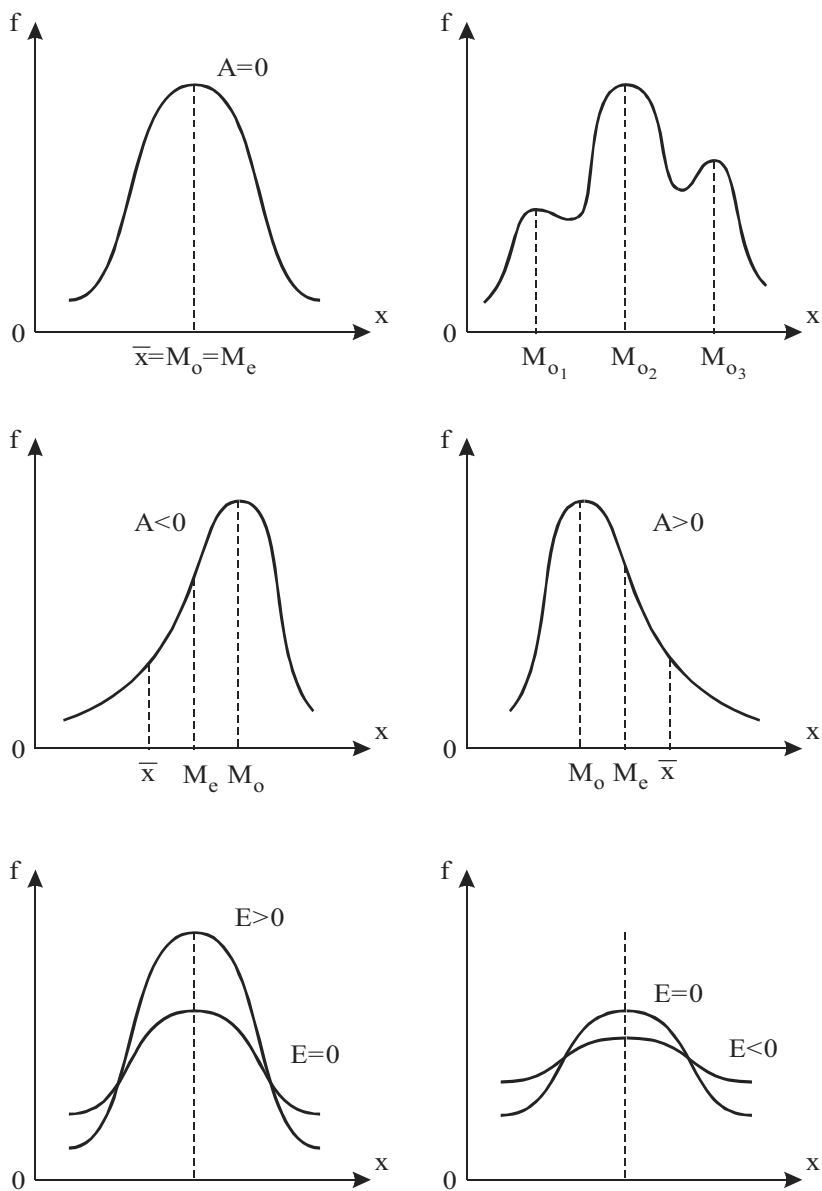 f
A=0
0
x
x̅=Mₒ=Mₑ
f
0
x
Mₒ₁
Mₒ₂
Mₒ₃
f
A<0
0
x
x̅
Mₑ
Mₒ
f
A>0
0
x
Mₒ
Mₑ
x̅
f
E>0
E=0
0
x
f
E=0
E<0
0
x